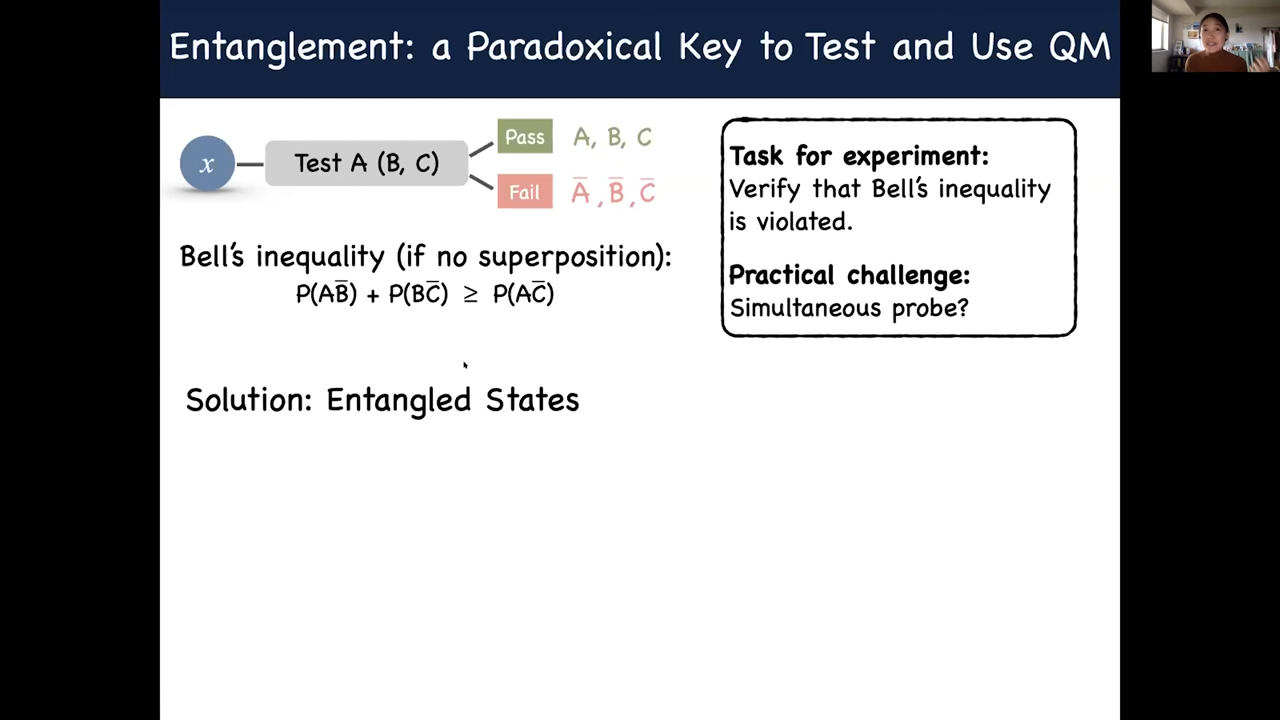 Entanglement: a Paradoxical Key to Test and Use QM
x
Test A (B, C)
Pass
A, B, C
Fail
A̅, B̅, C̅
Bell's inequality (if no superposition):
P(AB̅) + P(BC̅) ≥ P(AC̅)
Task for experiment:
Verify that Bell's inequality
is violated.
Practical challenge:
Simultaneous probe?
Solution: Entangled States